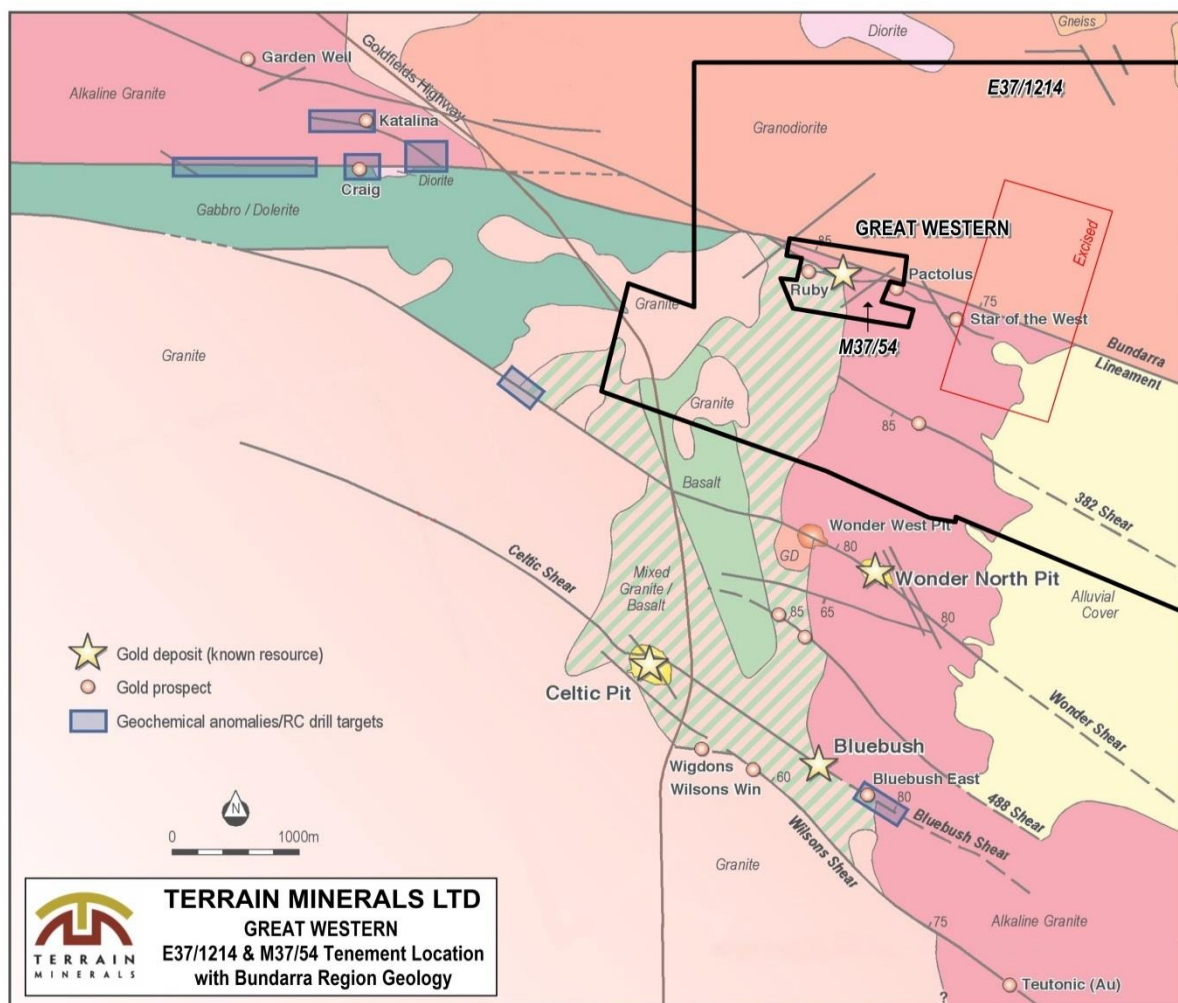 Gneiss
Diorite
Garden Well
Goldfields Highway
E37/1214
Alkaline Granite
Katalina
Granodiorite
Craig
Diorite
Gabbro / Dolerite
Excised
GREAT WESTERN
85
Ruby
Pactolus
75
Star of the West
M37/54
Bundarra
Lineament
Granite
Granite
Granite
85
382 Shear
Basalt
Wonder West Pit
80
GD
Wonder North Pit
Celtic Shear
Mixed
Granite /
Basalt
Alluvial
Cover
85
65
80
Gold deposit (known resource)
Gold prospect
Geochemical anomalies/RC drill targets
Celtic Pit
Wonder Shear
Bluebush
Wigdons
Wilsons Win
60
Bluebush East
80
488 Shear
Bluebush Shear
Wilsons Shear
N
0
1000m
Granite
Alkaline Granite
75
Teutonic (Au)
?
TERRAIN
MINERALS
TERRAIN MINERALS LTD
GREAT WESTERN
E37/1214 & M37/54 Tenement Location
with Bundarra Region Geology